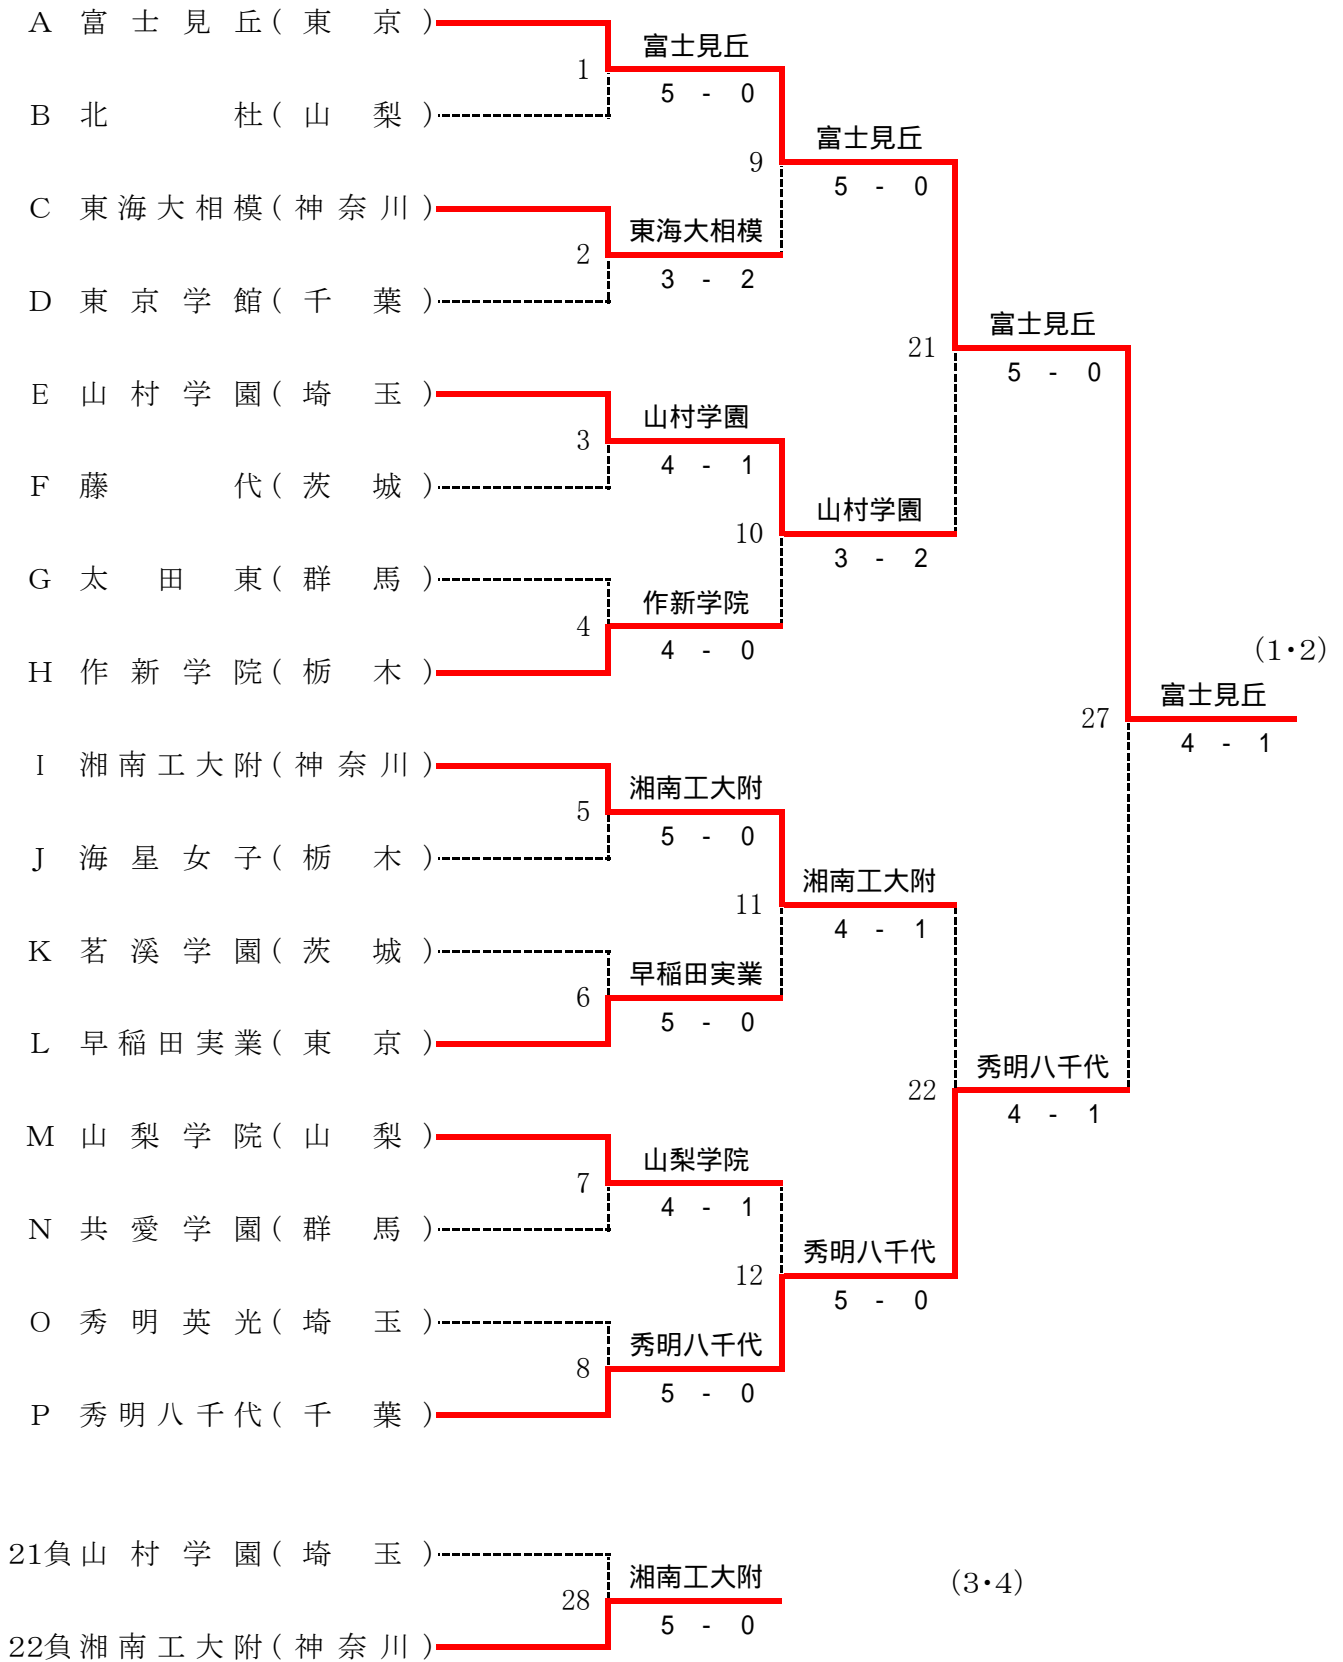 A 富士見丘(東京)
富士見丘
1
5 - 0
B 北杜(山梨)
富士見丘
9
5 - 0
C 東海大相模(神奈川)
東海大相模
2
3 - 2
D 東京学館(千葉)
富士見丘
21
5 - 0
E 山村学園(埼玉)
山村学園
3
4 - 1
F 藤代(茨城)
山村学園
10
3 - 2
G 太田東(群馬)
作新学院
4
4 - 0
H 作新学院(栃木)
(1・2)
富士見丘
27
4 - 1
I 湘南工大附(神奈川)
湘南工大附
5
5 - 0
J 海星女子(栃木)
湘南工大附
11
4 - 1
K 茗溪学園(茨城)
早稲田実業
6
5 - 0
L 早稲田実業(東京)
秀明八千代
22
4 - 1
M 山梨学院(山梨)
山梨学院
7
4 - 1
N 共愛学園(群馬)
秀明八千代
12
5 - 0
O 秀明英光(埼玉)
秀明八千代
8
5 - 0
P 秀明八千代(千葉)
21負 山村学園(埼玉)
湘南工大附
(3・4)
28
5 - 0
22負 湘南工大附(神奈川)